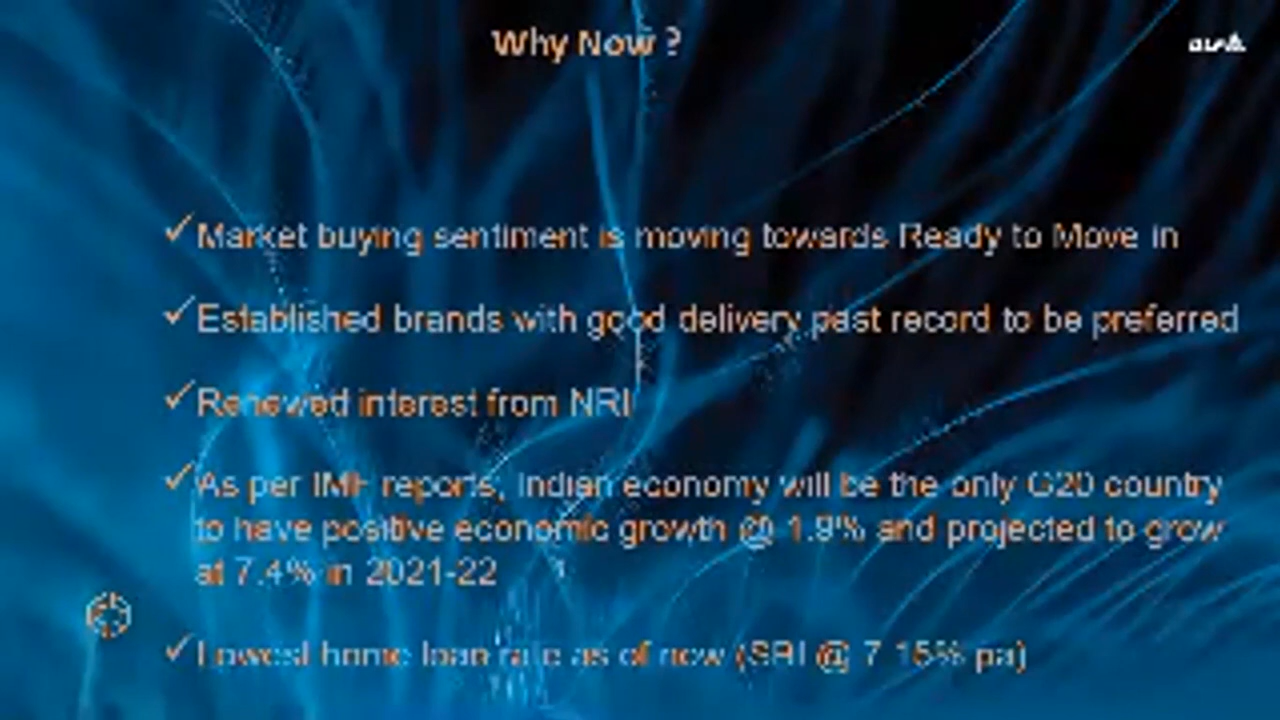 Why Now ?
✓ Market buying sentiment is moving towards Ready to Move in
✓ Established brands with good delivery past record to be preferred
✓ Renewed interest from NRI
✓ As per IMF reports, Indian economy will be the only G20 country
to have positive economic growth @ 1.9% and projected to grow
at 7.4% in 2021-22
✓ Lowest home loan rate as of now (SBI @ 7.15% pa)